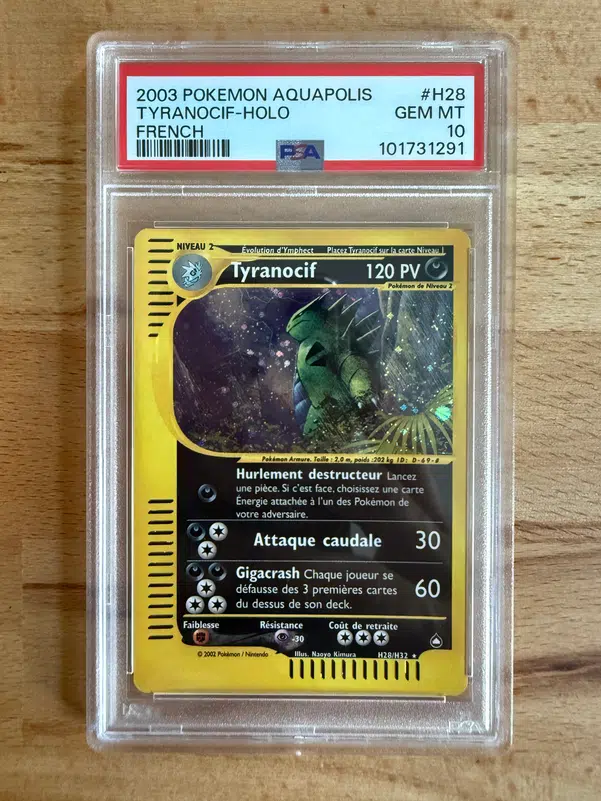 2003 POKEMON AQUAPOLIS #H28
TYRANOCIF-HOLO GEM MT
FRENCH 10
PSA 101731291
NIVEAU 2 Évolution d'Ymphect Placez Tyranocif sur la carte Niveau 1
Tyranocif 120 PV
Pokémon de Niveau 2
Pokémon Armure. Taille : 2,0 m, poids :202 kg ID: D-69-#
Hurlement destructeur Lancez
une pièce. Si c'est face, choisissez une carte
Énergie attachée à l'un des Pokémon de
votre adversaire.
Attaque caudale 30
Gigacrash Chaque joueur se
défausse des 3 premières cartes
du dessus de son deck.
60
Faiblesse Résistance Coût de retraite
-30
Illus. Naoyo Kimura H28/H32 ★
© 2002 Pokémon / Nintendo